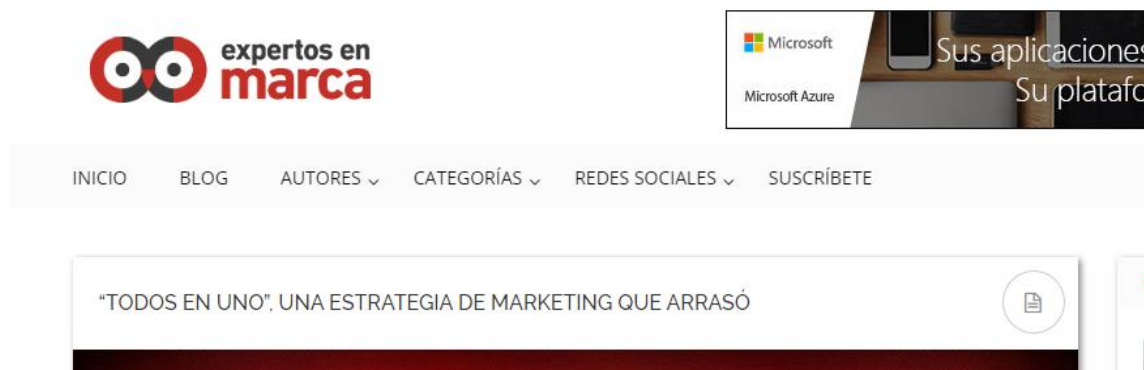 expertos en
marca
Microsoft
Microsoft Azure
Sus aplicaciones
Su
INICIO BLOG AUTORES CATEGORÍAS REDES SOCIALES SUSCRÍBETE
“TODOS EN UNO”, UNA ESTRATEGIA DE MARKETING QUE ARRASÓ